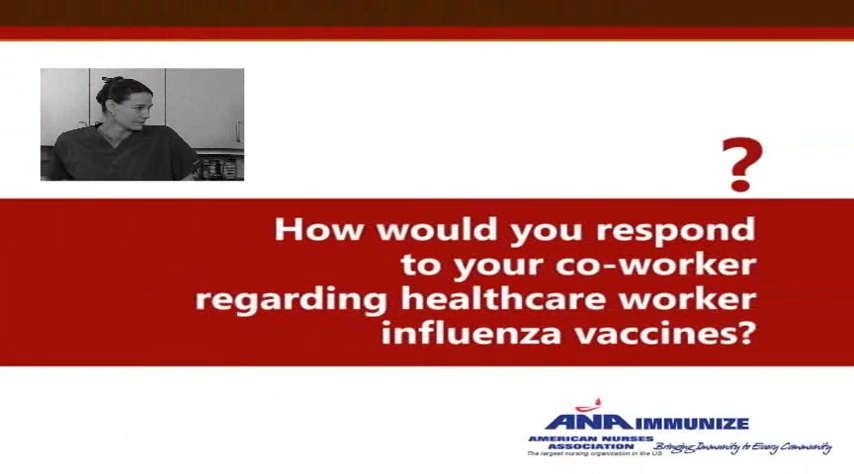 ?
How would you respond
to your co-worker
regarding healthcare worker
influenza vaccines?
ANA IMMUNIZE
AMERICAN NURSES
ASSOCIATION
Bringing Immunity to Every Community
The largest nursing organization in the US